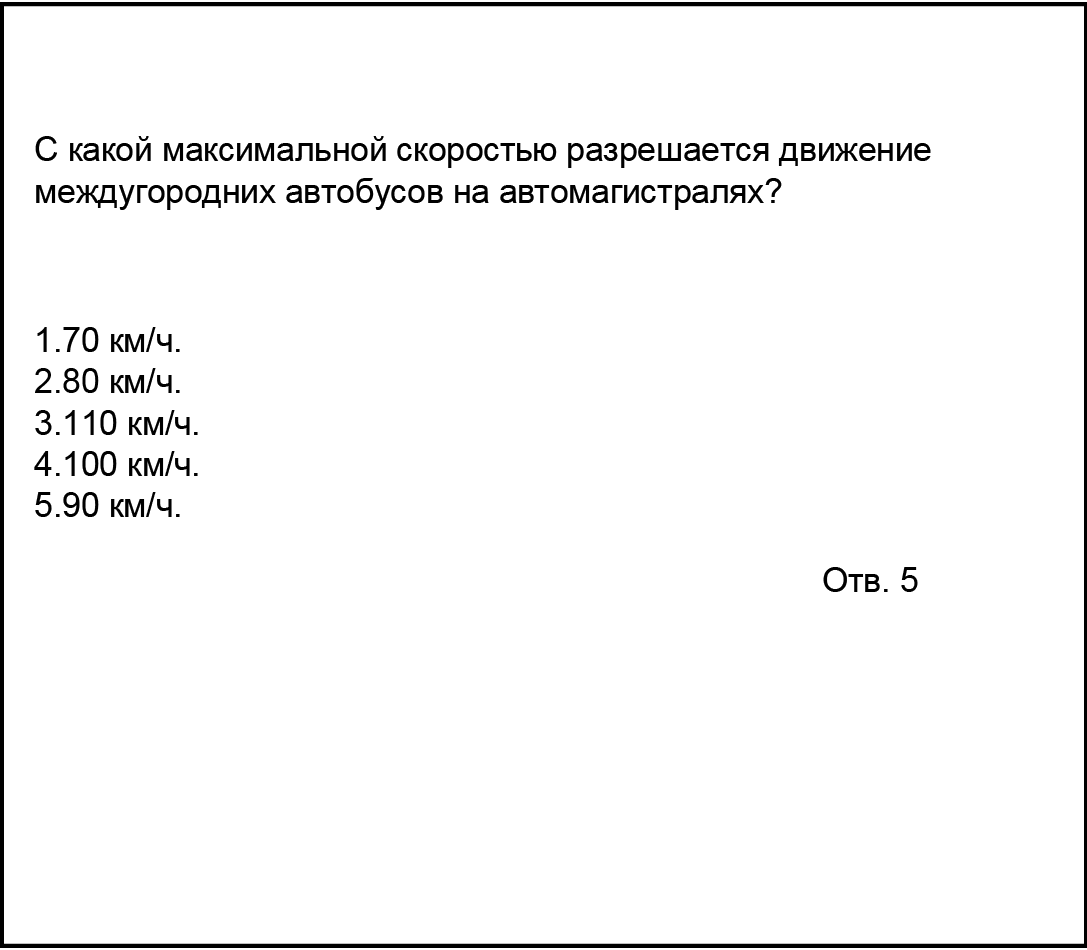 С какой максимальной скоростью разрешается движение
междугородних автобусов на автомагистралях?
1.70 км/ч.
2.80 км/ч.
3.110 км/ч.
4.100 км/ч.
5.90 км/ч.
Отв. 5